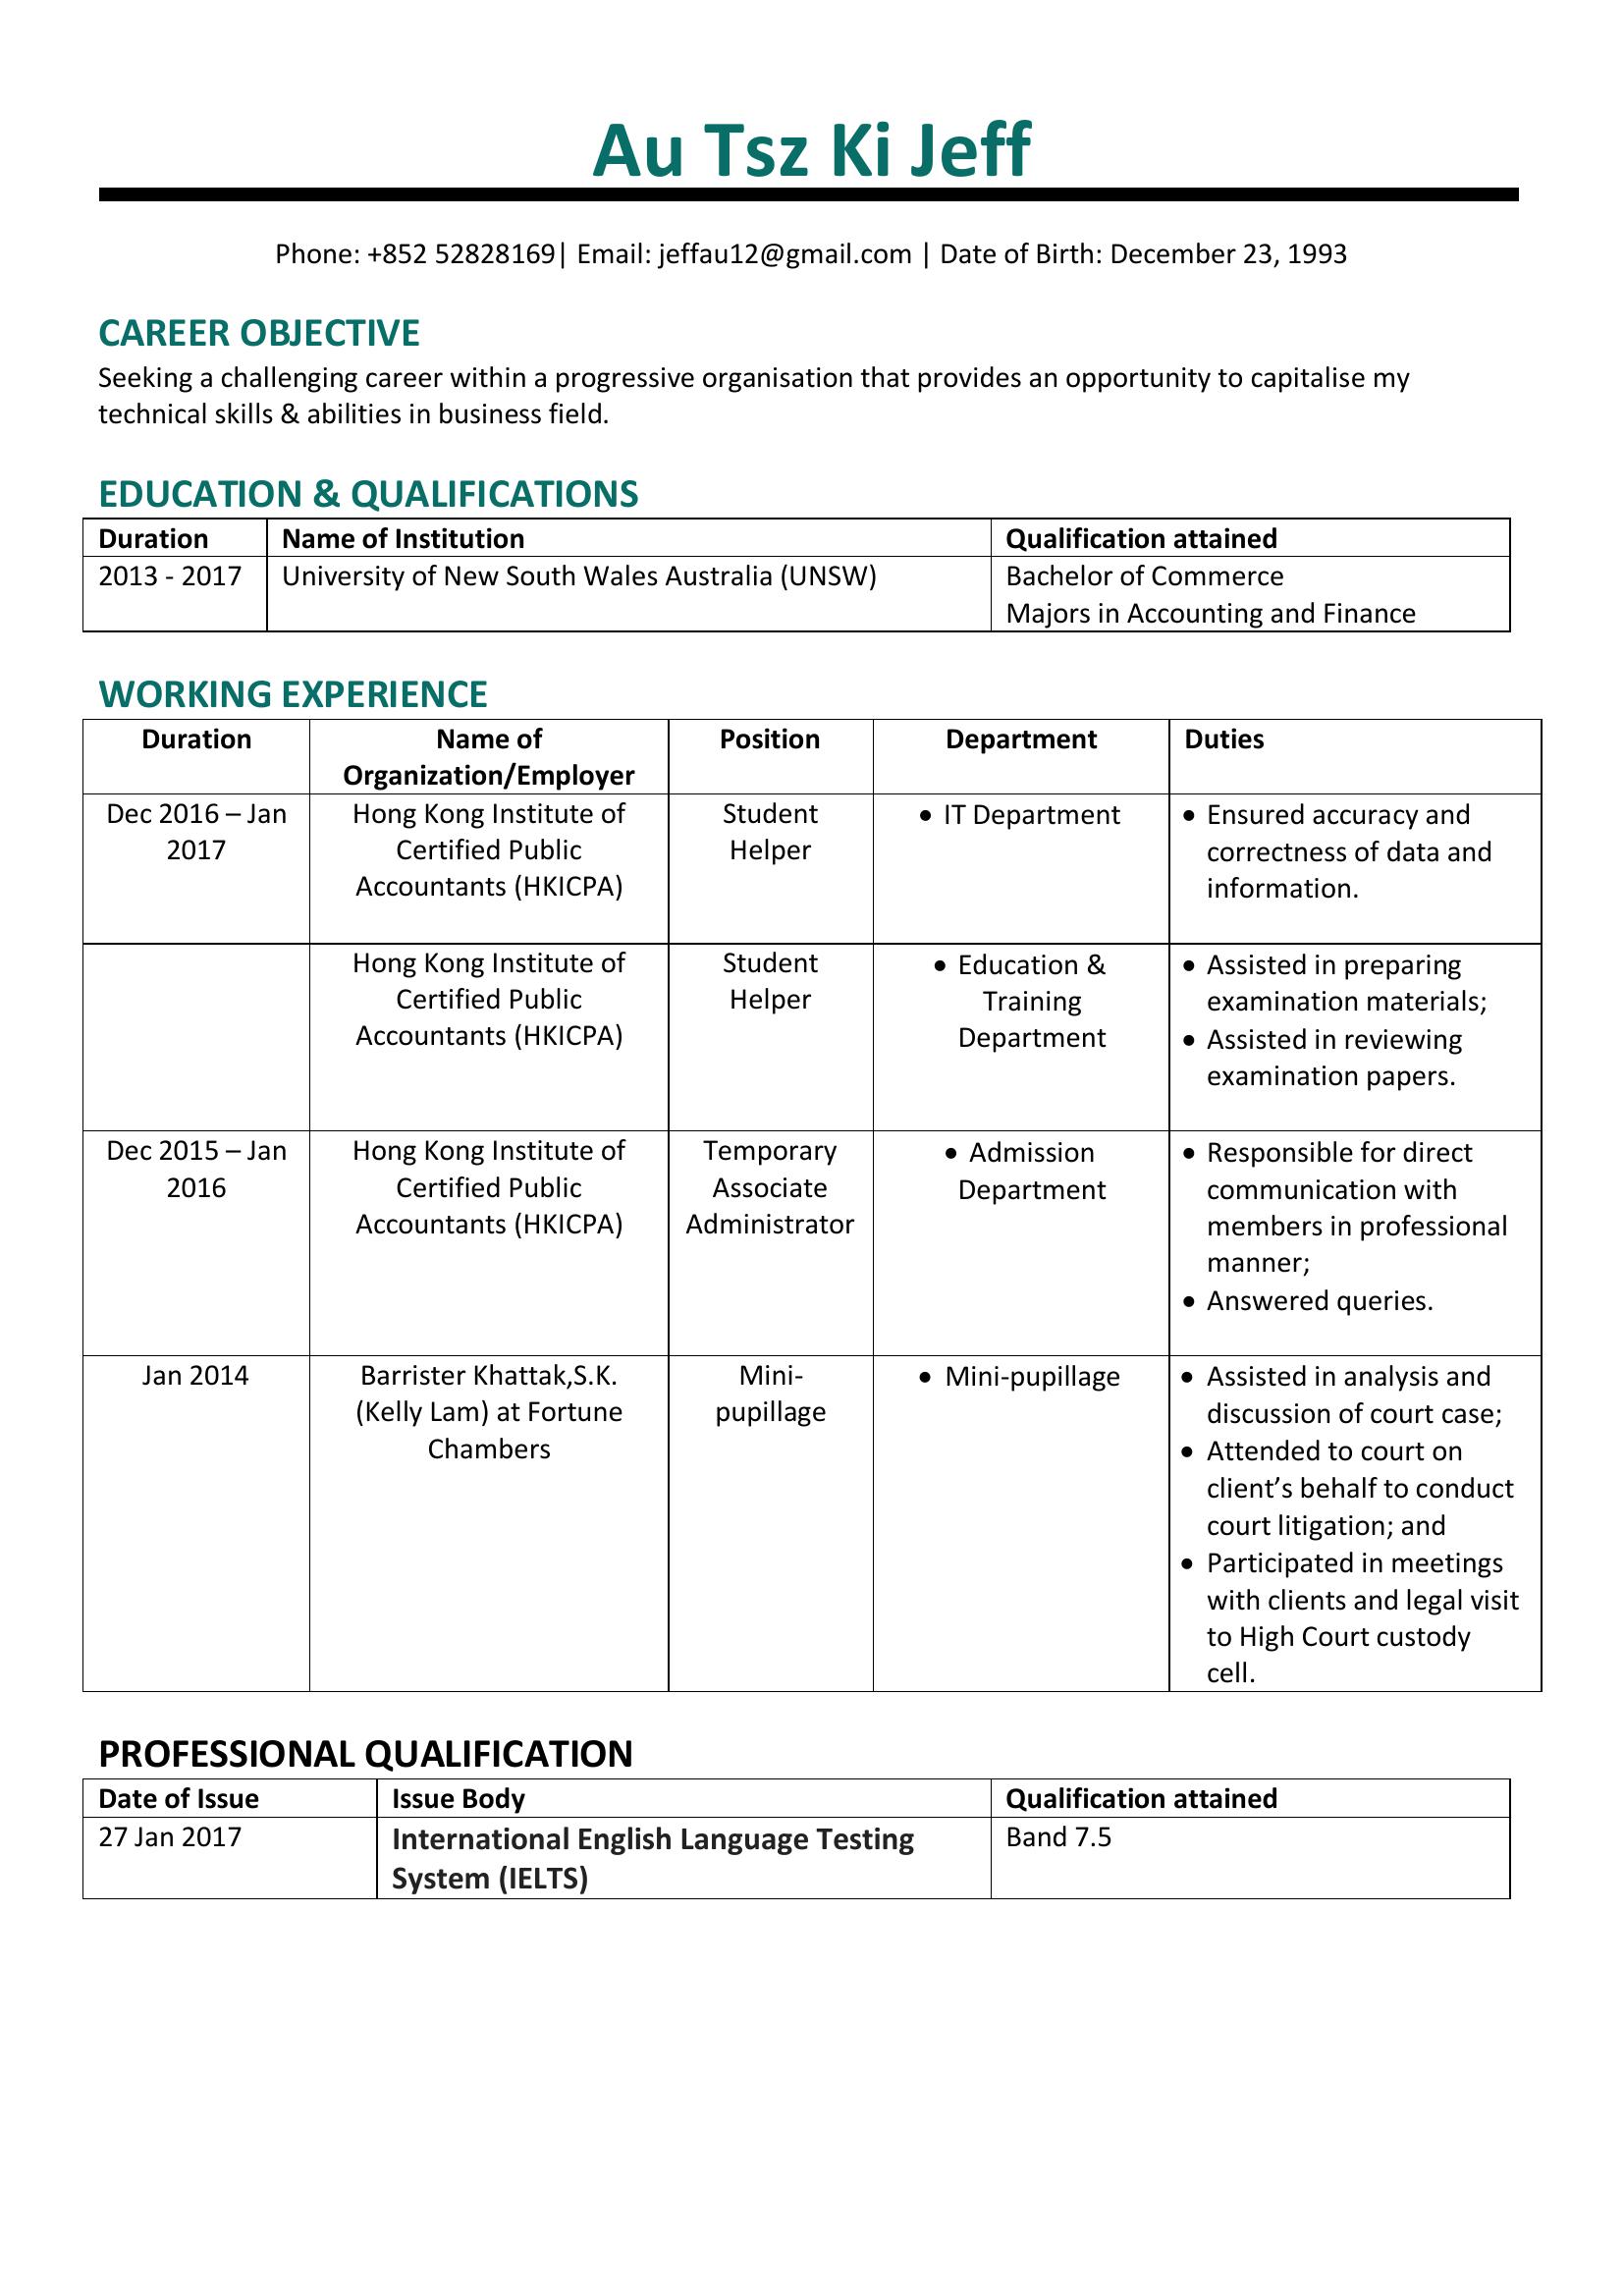 Au Tsz Ki Jeff
Phone: +852 52828169| Email: jeffau12@gmail.com | Date of Birth: December 23, 1993
CAREER OBJECTIVE
Seeking a challenging career within a progressive organisation that provides an opportunity to capitalise my
technical skills & abilities in business field.
EDUCATION & QUALIFICATIONS
Duration Name of Institution Qualification attained
2013 - 2017 University of New South Wales Australia (UNSW) Bachelor of Commerce
Majors in Accounting and Finance
WORKING EXPERIENCE
Duration Name of Position Department Duties
Organization/Employer
Dec 2016 – Jan Hong Kong Institute of Student • IT Department • Ensured accuracy and
2017 Certified Public Helper correctness of data and
Accountants (HKICPA) information.
Hong Kong Institute of Student • Education & • Assisted in preparing
Certified Public Helper Training examination materials;
Accountants (HKICPA) Department • Assisted in reviewing
examination papers.
Dec 2015 – Jan Hong Kong Institute of Temporary • Admission • Responsible for direct
2016 Certified Public Associate Department communication with
Accountants (HKICPA) Administrator members in professional
manner;
• Answered queries.
Jan 2014 Barrister Khattak,S.K. Mini- • Mini-pupillage • Assisted in analysis and
(Kelly Lam) at Fortune pupillage discussion of court case;
Chambers • Attended to court on
client’s behalf to conduct
court litigation; and
• Participated in meetings
with clients and legal visit
to High Court custody
cell.
PROFESSIONAL QUALIFICATION
Date of Issue Issue Body Qualification attained
27 Jan 2017 International English Language Testing Band 7.5
System (IELTS)